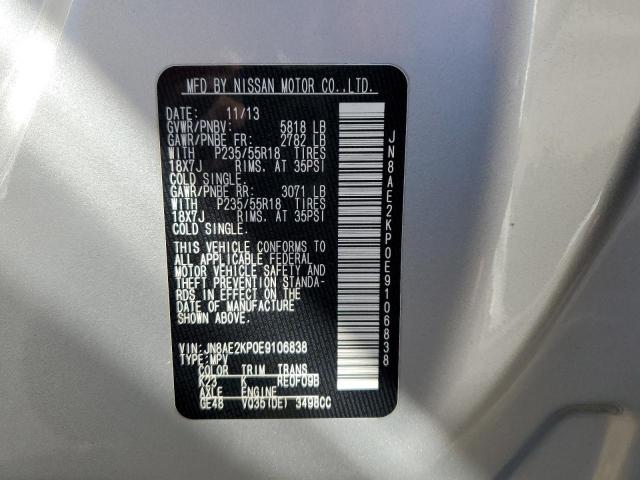 MFD BY NISSAN MOTOR CO.,LTD.
DATE: 11/13
GVWR/PNBV: 5818 LB
GAWR/PNBE FR: 2782 LB
WITH P235/55R18 TIRES
18X7J RIMS. AT 35PSI
COLD SINGLE.
GAWR/PNBE RR: 3071 LB
WITH P235/55R18 TIRES
18X7J RIMS. AT 35PSI
COLD SINGLE.
THIS VEHICLE CONFORMS TO
ALL APPLICABLE FEDERAL
MOTOR VEHICLE SAFETY AND
THEFT PREVENTION STANDA-
RDS IN EFFECT ON THE
DATE OF MANUFACTURE
SHOWN ABOVE.
VIN: JN8AE2KP0E9106838
TYPE: MPV
COLOR TRIM TRANS
K23 K RE0F09B
AXLE ENGINE
GE48 VQ35(DE) 3498CC
JN8AE2KP0E9106838